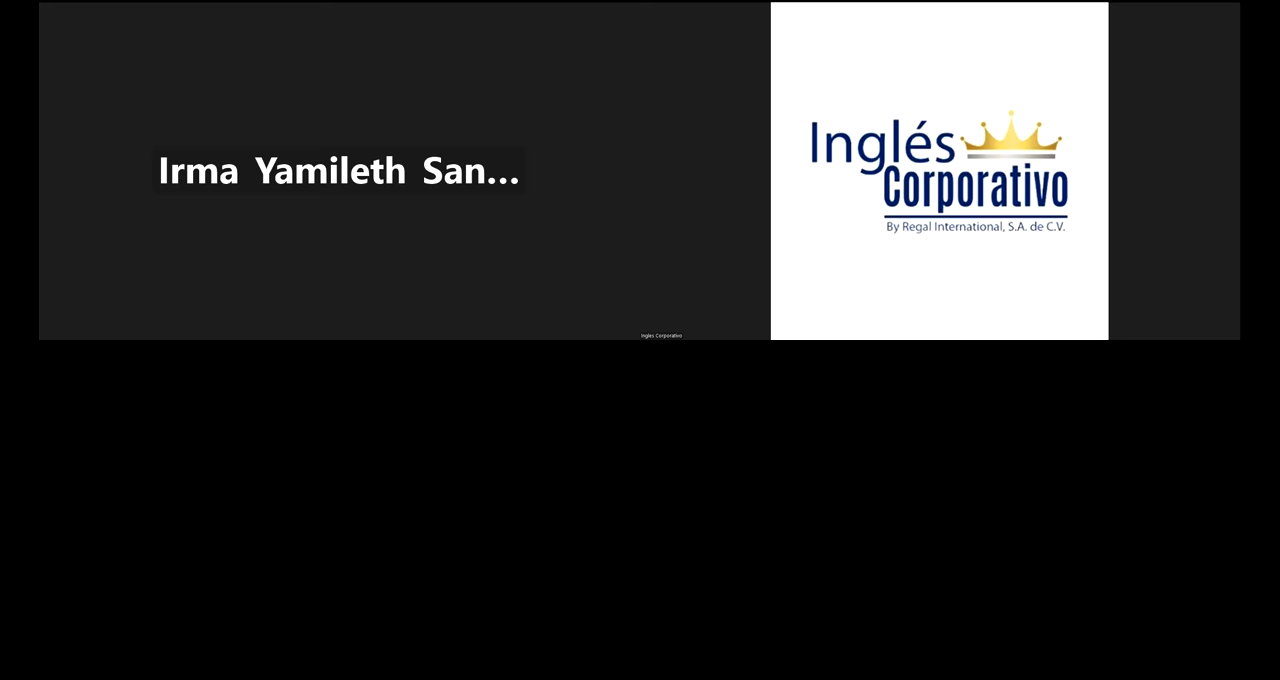 Irma Yamileth San...
Inglés
Corporativo
By Regal International, S.A. de C.V.
Ingles Corporativo